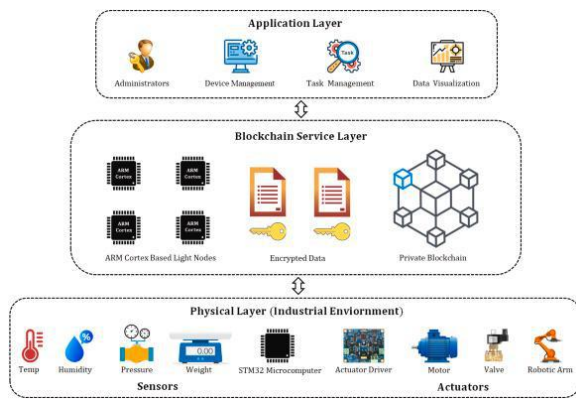 Application Layer
Administrators Device Management Task Management Data Visualization
Task
Blockchain Service Layer
ARM Cortex ARM Cortex
ARM Cortex ARM Cortex
ARM Cortex Based Light Nodes Encrypted Data Private Blockchain
Physical Layer (Industrial Enviornment)
%
0.00
Temp Humidity Pressure Weight STM32 Microcomputer Actuator Driver Motor Valve Robotic Arm
Sensors Actuators